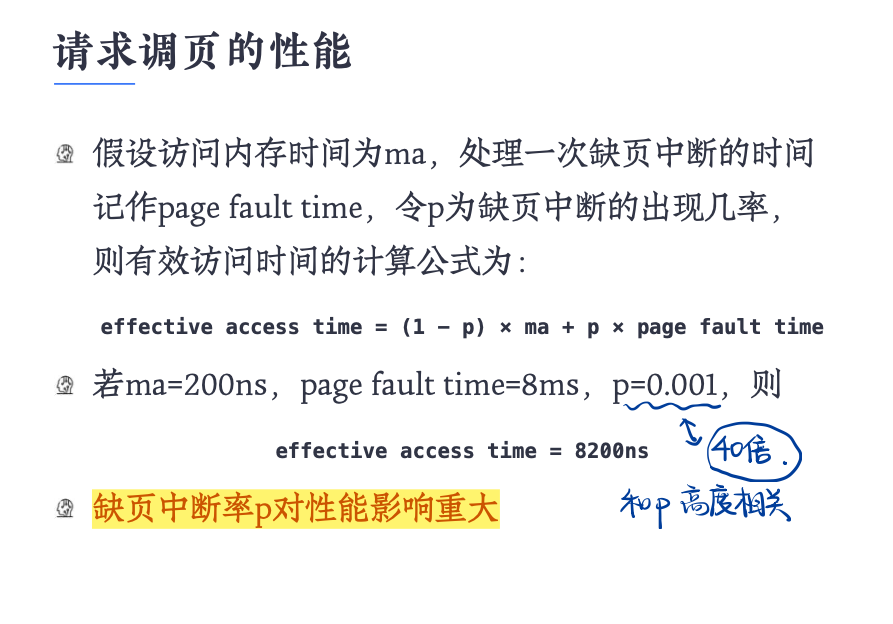 请求调页的性能
假设访问内存时间为ma，处理一次缺页中断的时间
记作page fault time，令p为缺页中断的出现几率，
则有效访问时间的计算公式为：
effective access time = (1 - p) × ma + p × page fault time
若ma=200ns，page fault time=8ms，p=0.001，则
effective access time = 8200ns
40倍.
缺页中断率p对性能影响重大
和p 高度相关